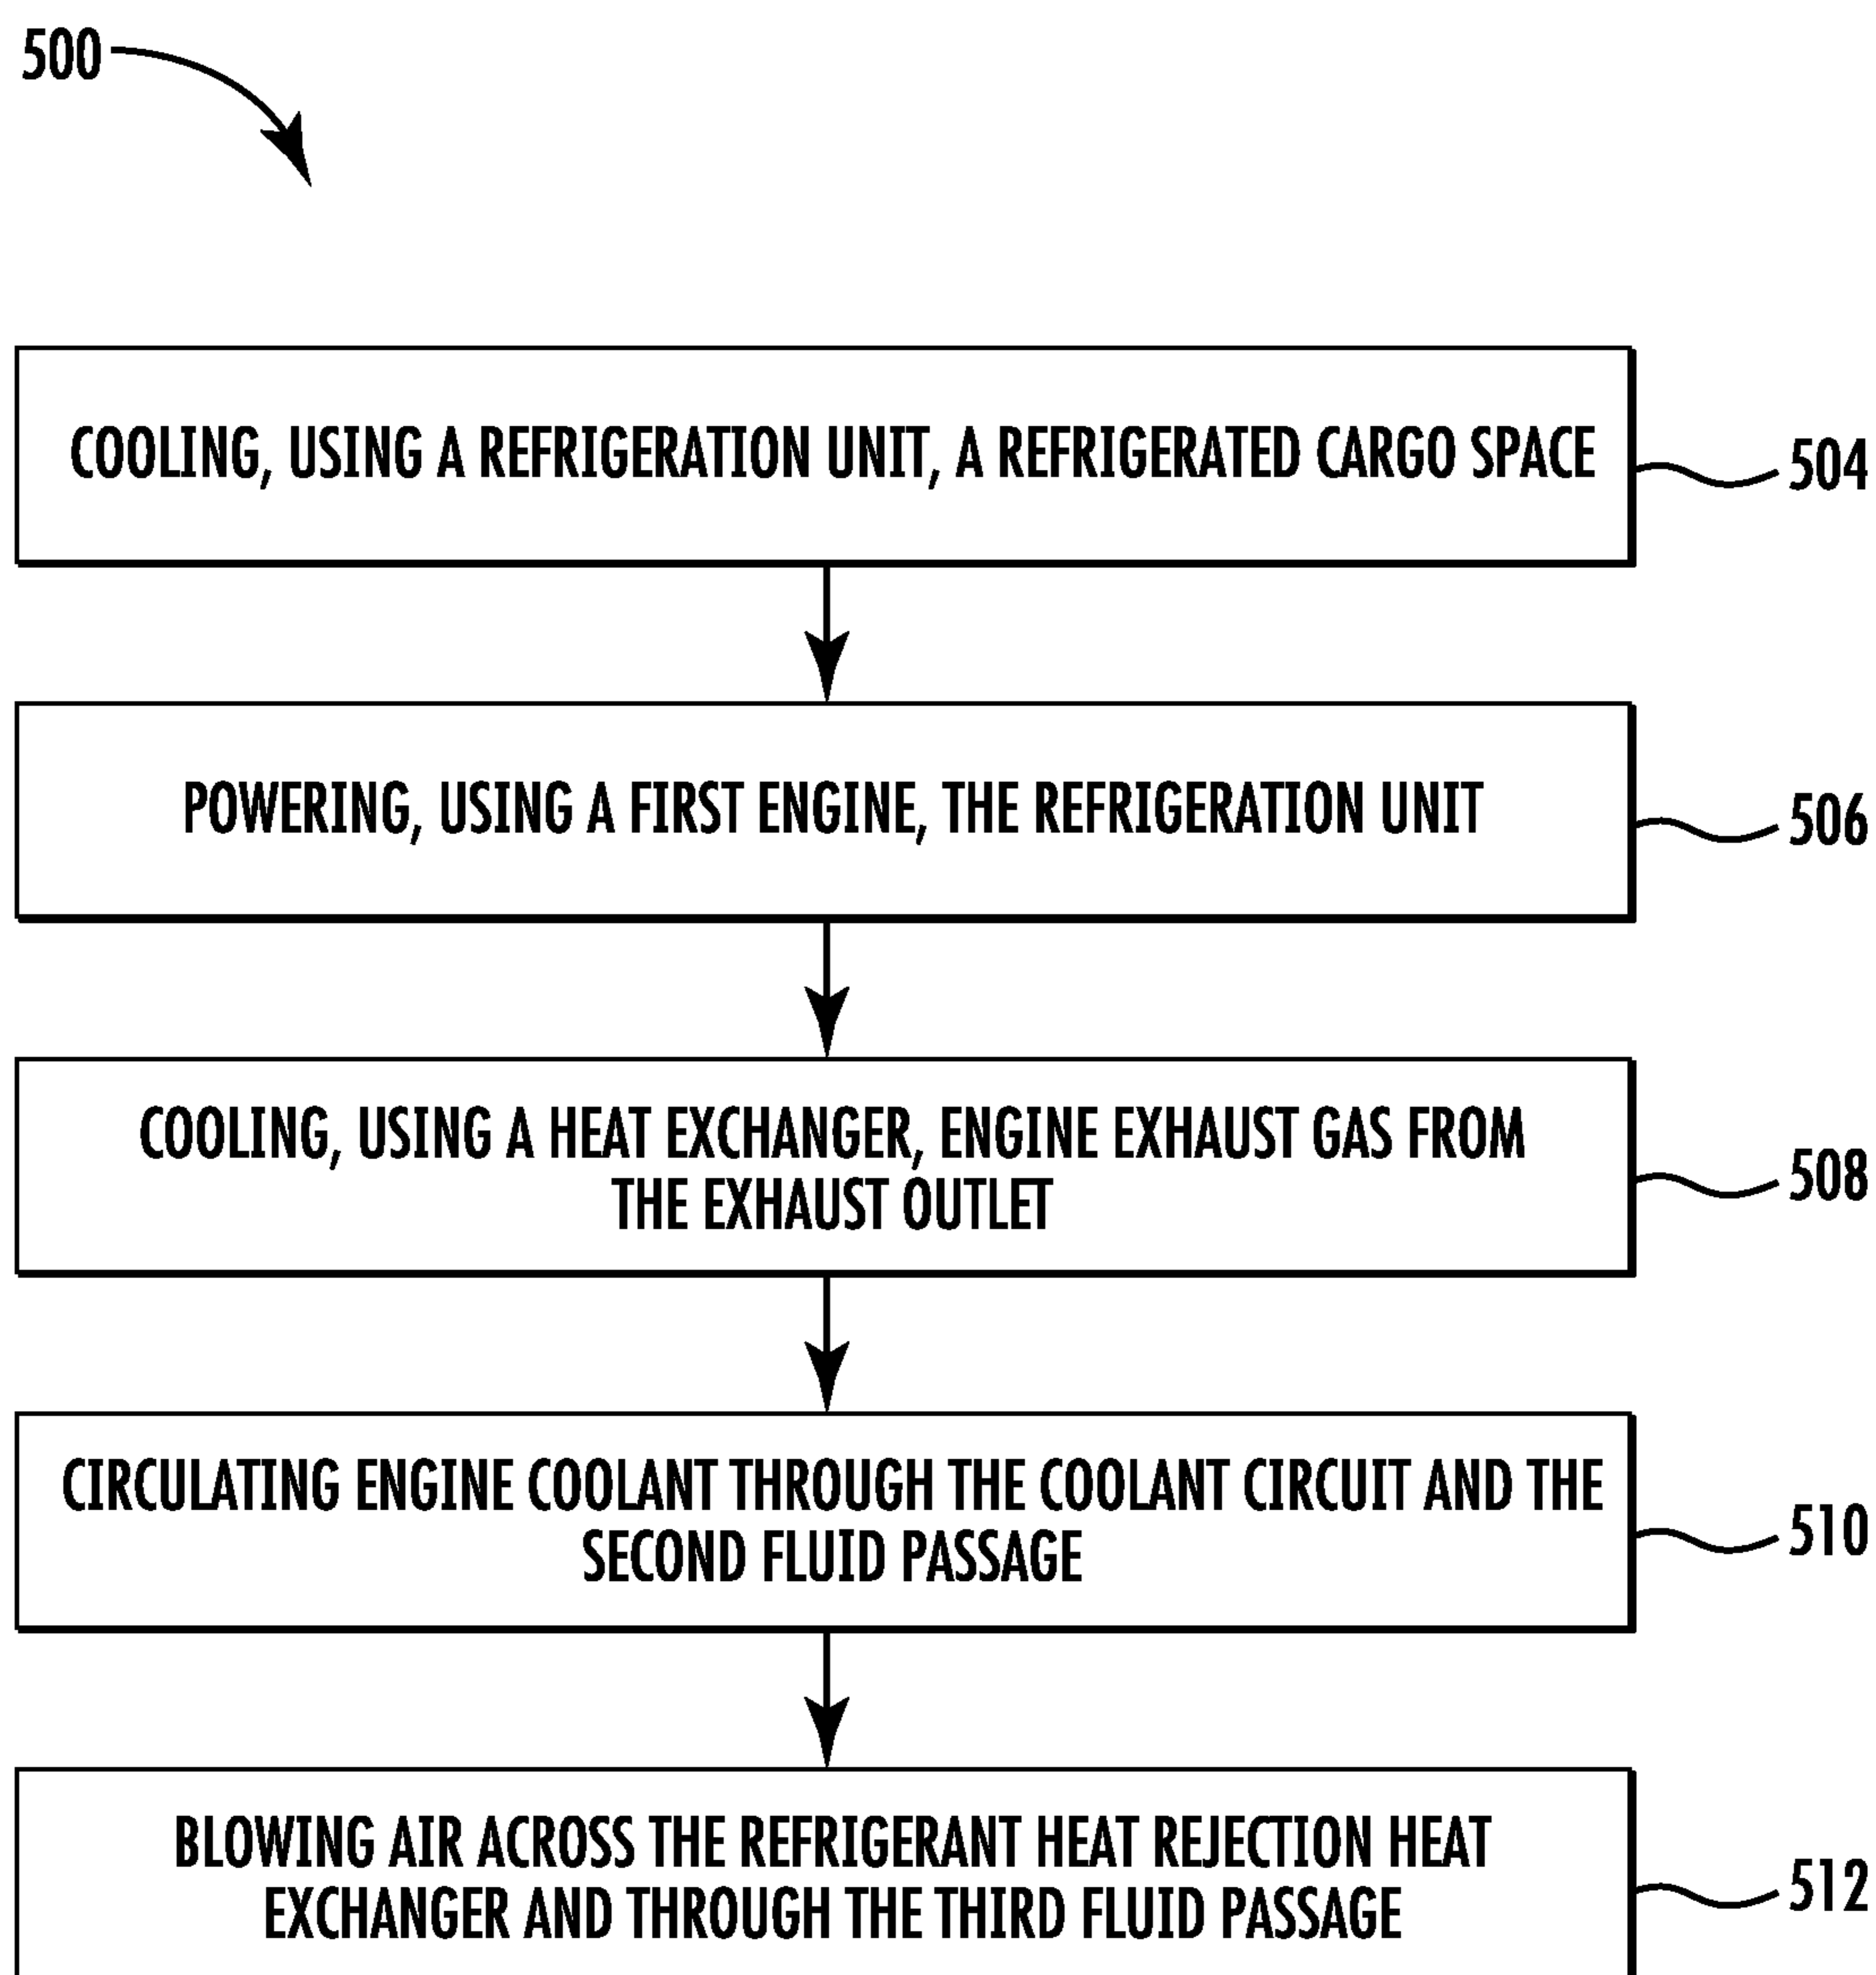 500
COOLING, USING A REFRIGERATION UNIT, A REFRIGERATED CARGO SPACE
504
POWERING, USING A FIRST ENGINE, THE REFRIGERATION UNIT
506
COOLING, USING A HEAT EXCHANGER, ENGINE EXHAUST GAS FROM
THE EXHAUST OUTLET
508
CIRCULATING ENGINE COOLANT THROUGH THE COOLANT CIRCUIT AND THE
SECOND FLUID PASSAGE
510
BLOWING AIR ACROSS THE REFRIGERANT HEAT REJECTION HEAT
EXCHANGER AND THROUGH THE THIRD FLUID PASSAGE
512